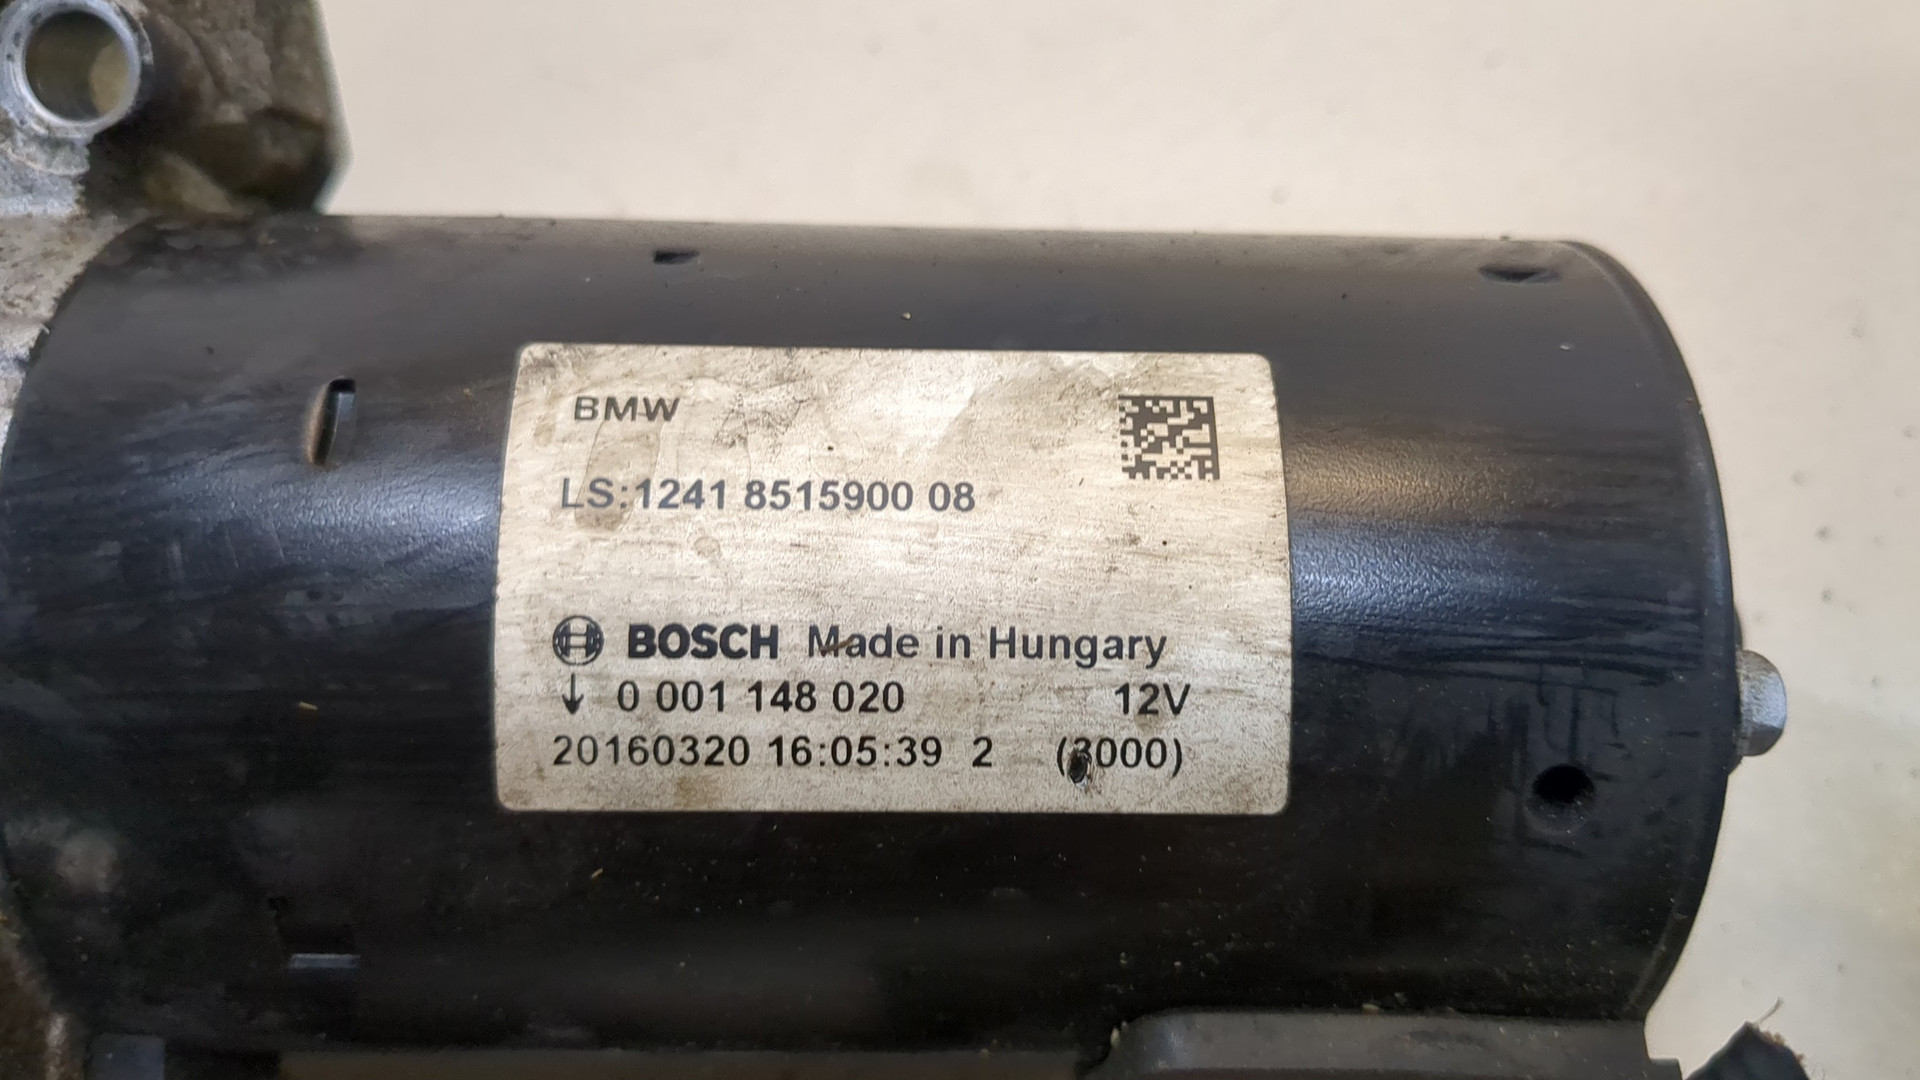 BMW
LS:1241 8515900 08
BOSCH Made in Hungary
↓ 0 001 148 020 12V
20160320 16:05:39 2 (3000)